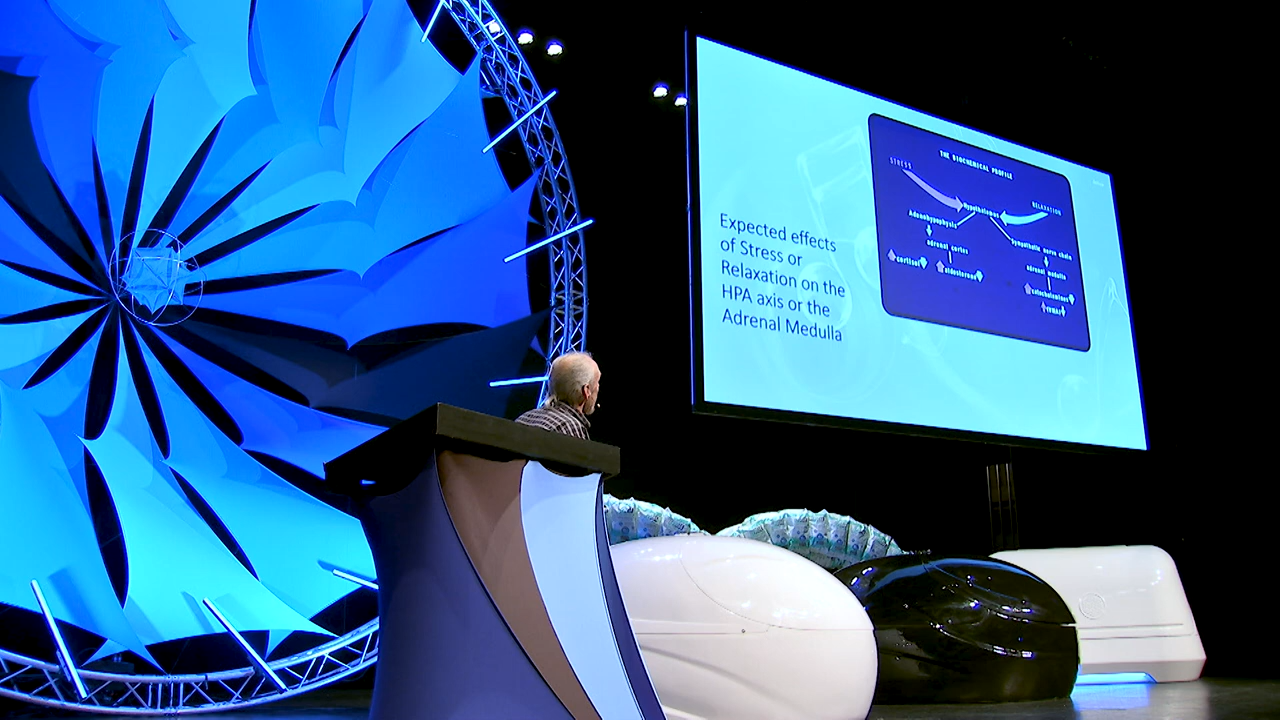 Expected effects
of Stress or
Relaxation on the
HPA axis or the
Adrenal Medulla
THE BIOCHEMICAL PROFILE
STRESS
RELAXATION
Hypothalamus
Adenohypophysis
Sympathetic nerve chain
adrenal cortex
adrenal medulla
cortisol
aldosterone
catecholamines
(VMA)